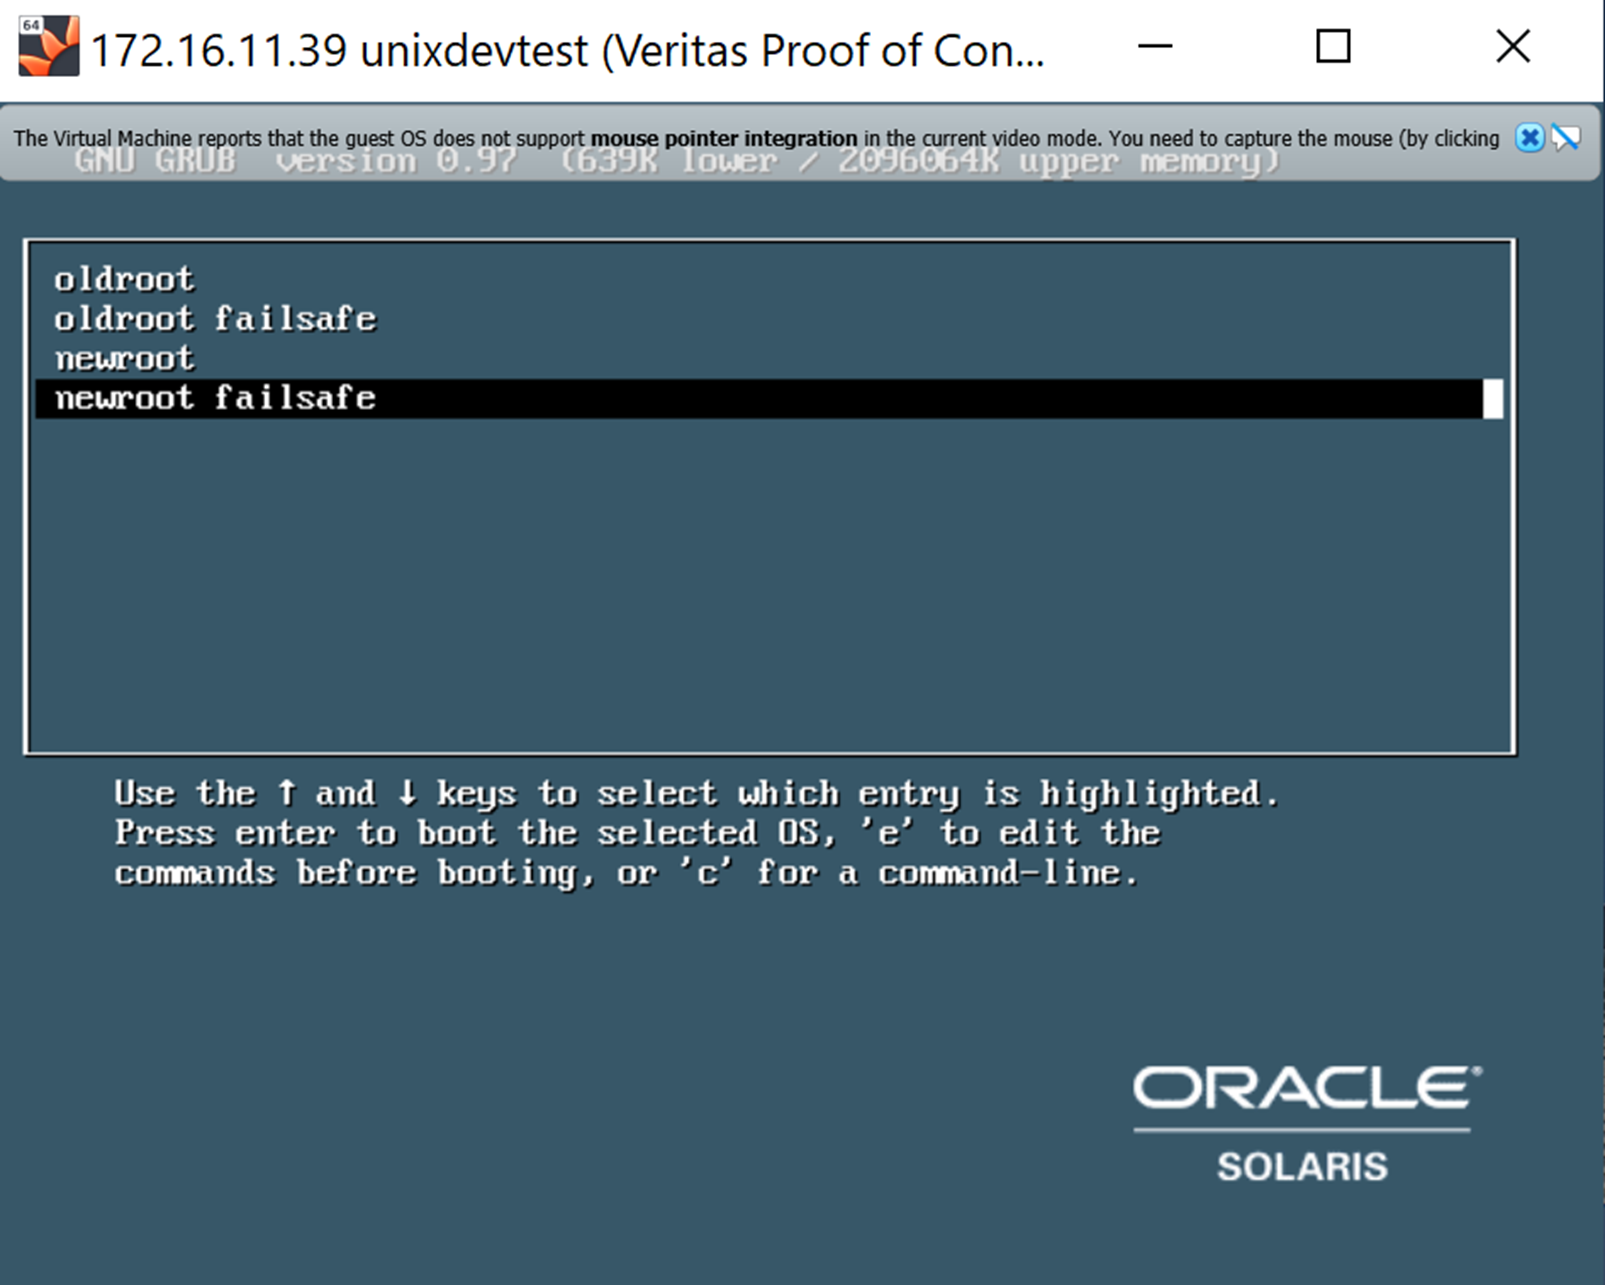 64
172.16.11.39 unixdevtest (Veritas Proof of Con...
The Virtual Machine reports that the guest OS does not support mouse pointer integration in the current video mode. You need to capture the mouse (by clicking
GNU GRUB version 0.97 (639K lower / 2096064K upper memory)
oldroot
oldroot failsafe
newroot
newroot failsafe
Use the ↑ and ↓ keys to select which entry is highlighted.
Press enter to boot the selected OS, 'e' to edit the
commands before booting, or 'c' for a command-line.
ORACLE®
SOLARIS